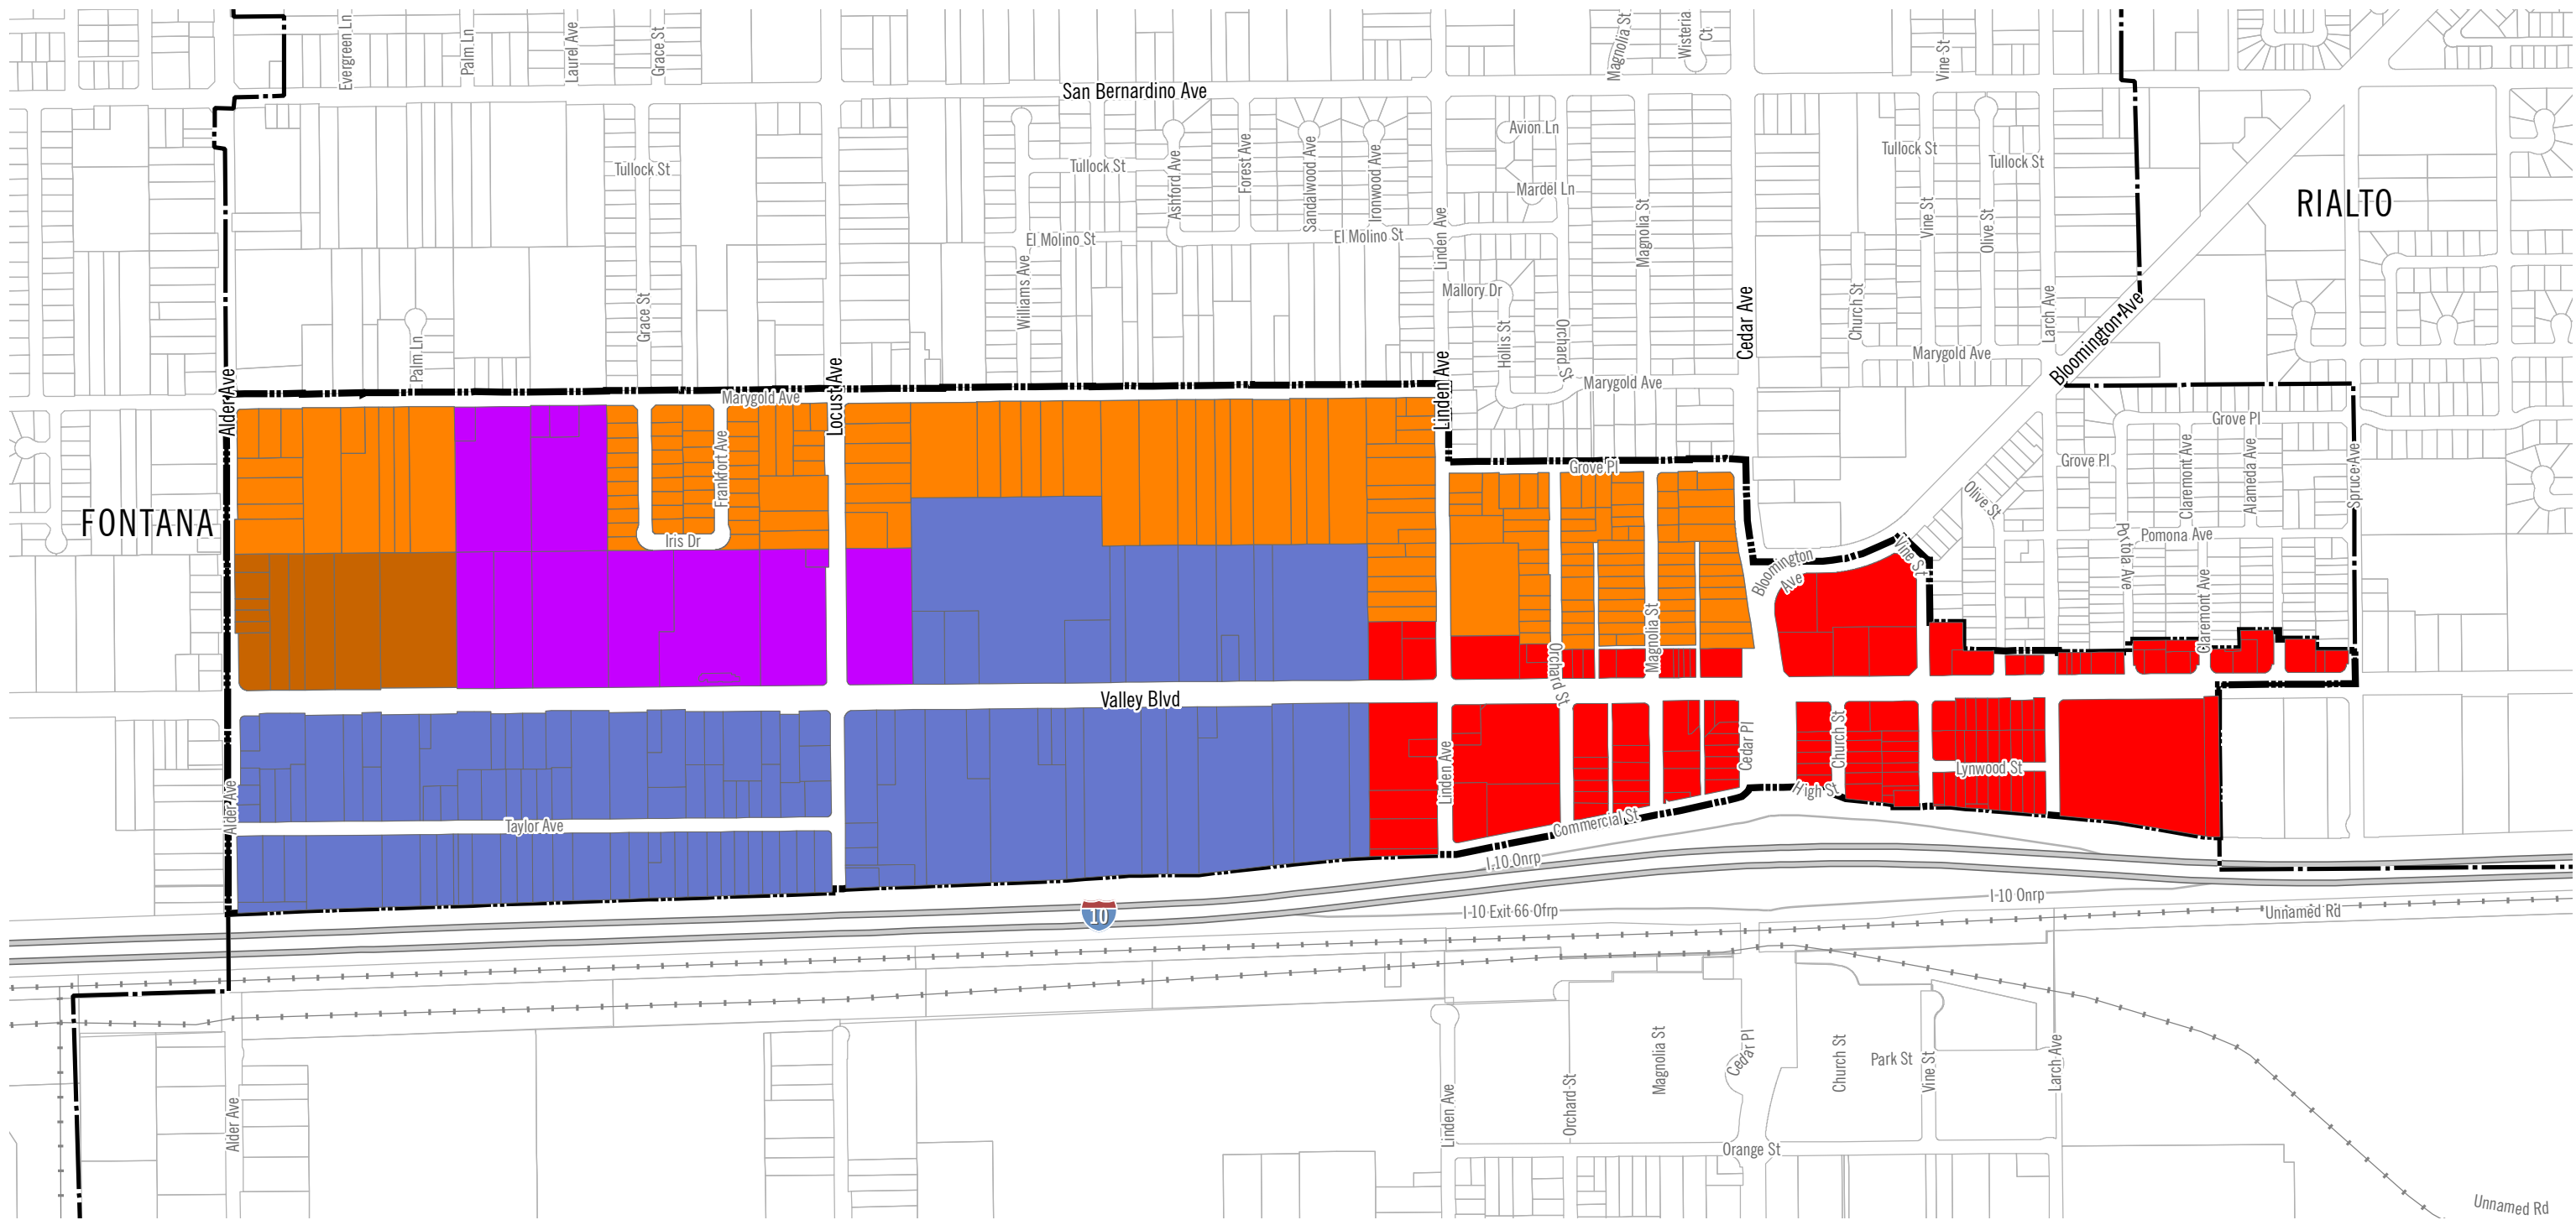 Evergreen Ln
Palm Ln
Laurel Ave
Grace St
Magnolia St
Wisteria
Ct
Vine St
San Bernardino Ave
Avion Ln
Tullock St
Tullock St
Tullock St
Tullock St
Ashford Ave
Forest Ave
Sandalwood Ave
Ironwood Ave
Mardel Ln
RIALTO
Linden Ave
Magnolia St
Vine St
Olive St
El Molino St
El Molino St
Williams Ave
Mallory Dr
Cedar Ave
Church St
Larch Ave
Bloomington Ave
Grace St
Palm Ln
Hollis St
Orchard St
Marygold Ave
Marygold Ave
Marygold Ave
Alder Ave
Locust Ave
Linden Ave
Grove Pl
Grove Pl
Grove Pl
Frankfort Ave
Claremont Ave
Alameda Ave
Spruce Ave
Olive St
FONTANA
Iris Dr
Pomona Ave
Portola Ave
Vine St
Bloomington
Ave
Claremont Ave
Magnolia St
Orchard St
Valley Blvd
Linden Ave
Cedar Pl
Church St
Lynwood St
High St
Alder Ave
Taylor Ave
Commercial St
I-10 Onrp
I-10 Onrp
10
I-10 Exit 66 Ofrp
Unnamed Rd
Alder Ave
Linden Ave
Orchard St
Magnolia St
Cedar Pl
Church St
Park St
Vine St
Larch Ave
Orange St
Unnamed Rd